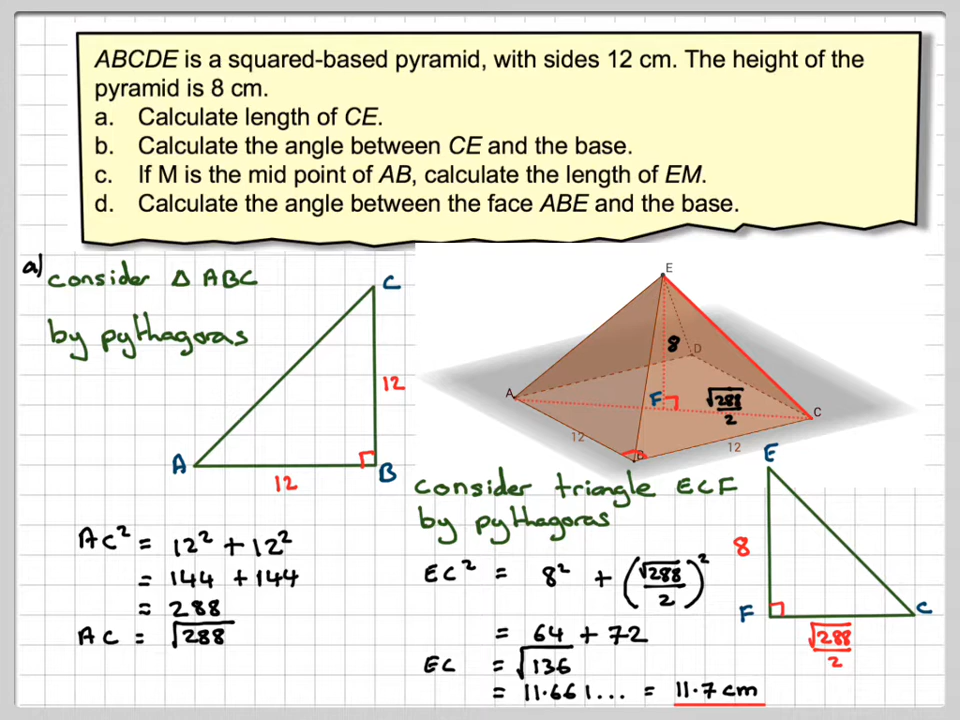 ABCDE is a squared-based pyramid, with sides 12 cm. The height of the
pyramid is 8 cm.
a. Calculate length of CE.
b. Calculate the angle between CE and the base.
c. If M is the mid point of AB, calculate the length of EM.
d. Calculate the angle between the face ABE and the base.
a) consider Δ ABC
by pythagoras
C
12
A
B
12
AC² = 12² + 12²
= 144 + 144
= 288
AC = √288
E
8
D
A
F
√288/2
C
12
12
B
consider triangle ECF
by pythagoras
EC² = 8² + (√288/2)²
= 64 + 72
EC = √136
= 11.661... = 11.7 cm
E
8
F
C
√288/2